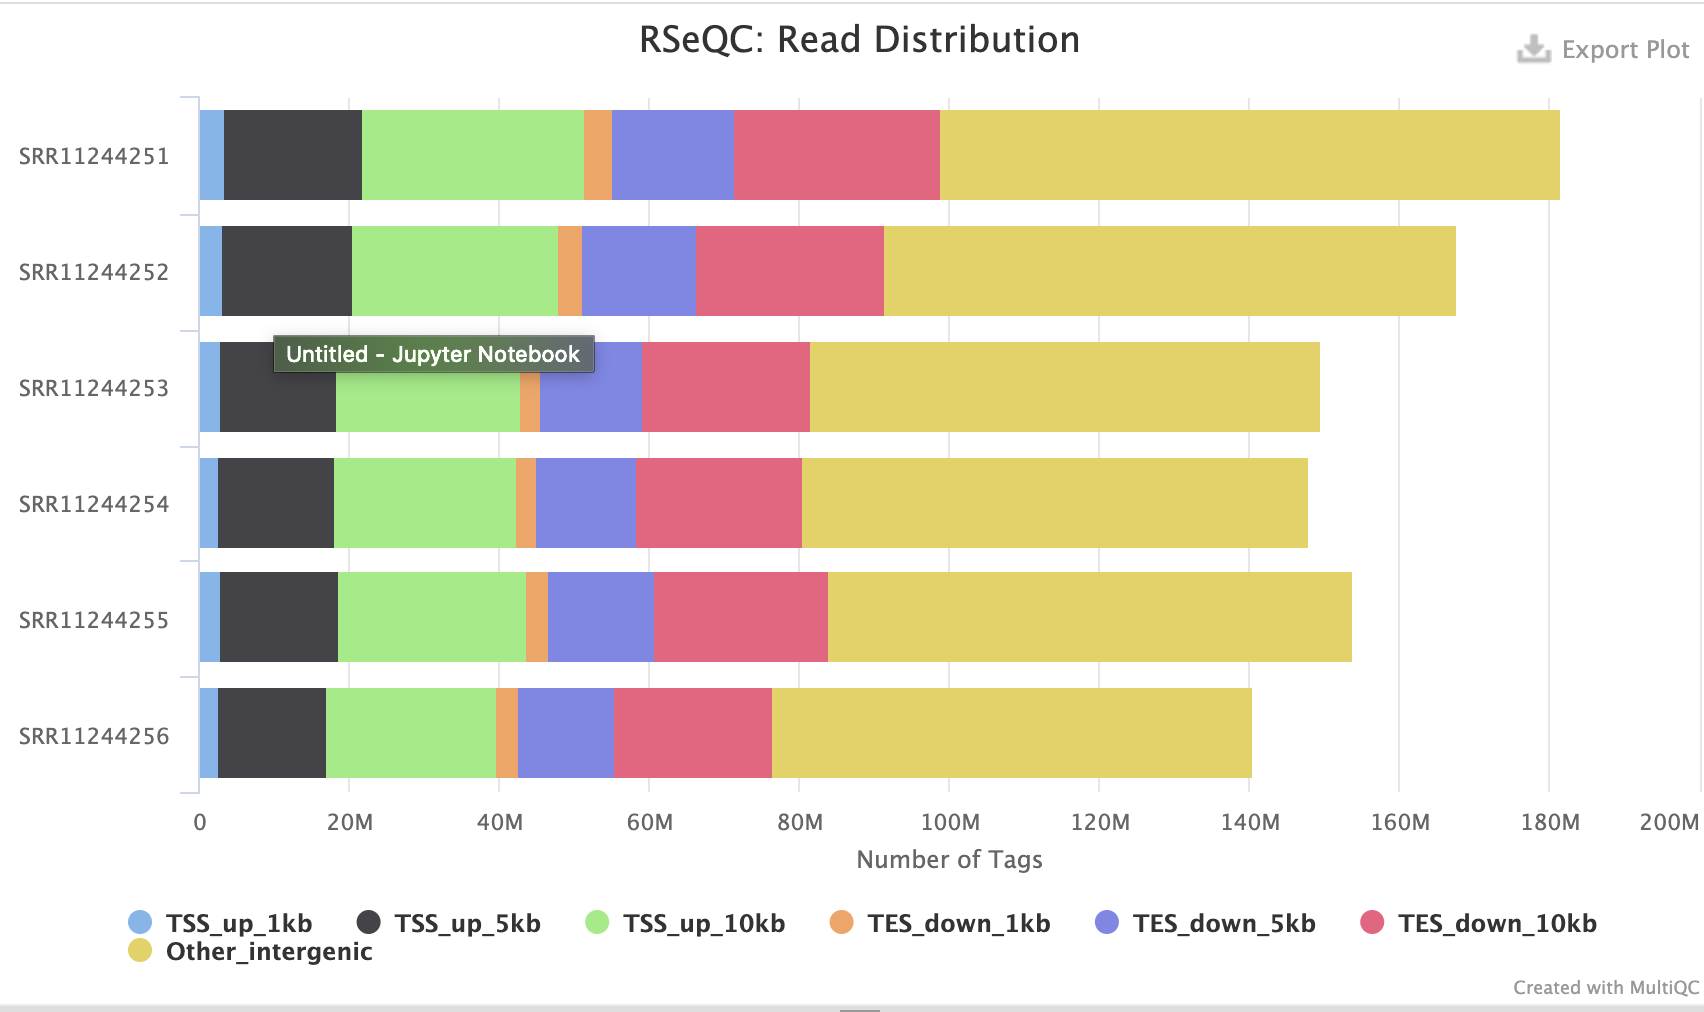 RSeQC: Read Distribution
Export Plot
SRR11244251
SRR11244252
Untitled - Jupyter Notebook
SRR11244253
SRR11244254
SRR11244255
SRR11244256
0 20M 40M 60M 80M 100M 120M 140M 160M 180M 200M
Number of Tags
TSS_up_1kb TSS_up_5kb TSS_up_10kb TES_down_1kb TES_down_5kb TES_down_10kb
Other_intergenic
Created with MultiQC